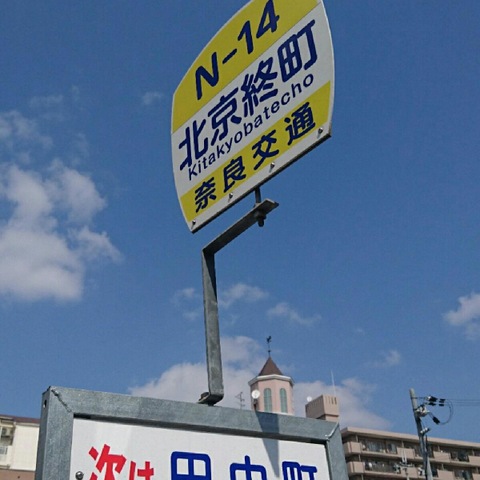 N-14
北京終町
Kitakyobatecho
奈良交通
次は 田中町